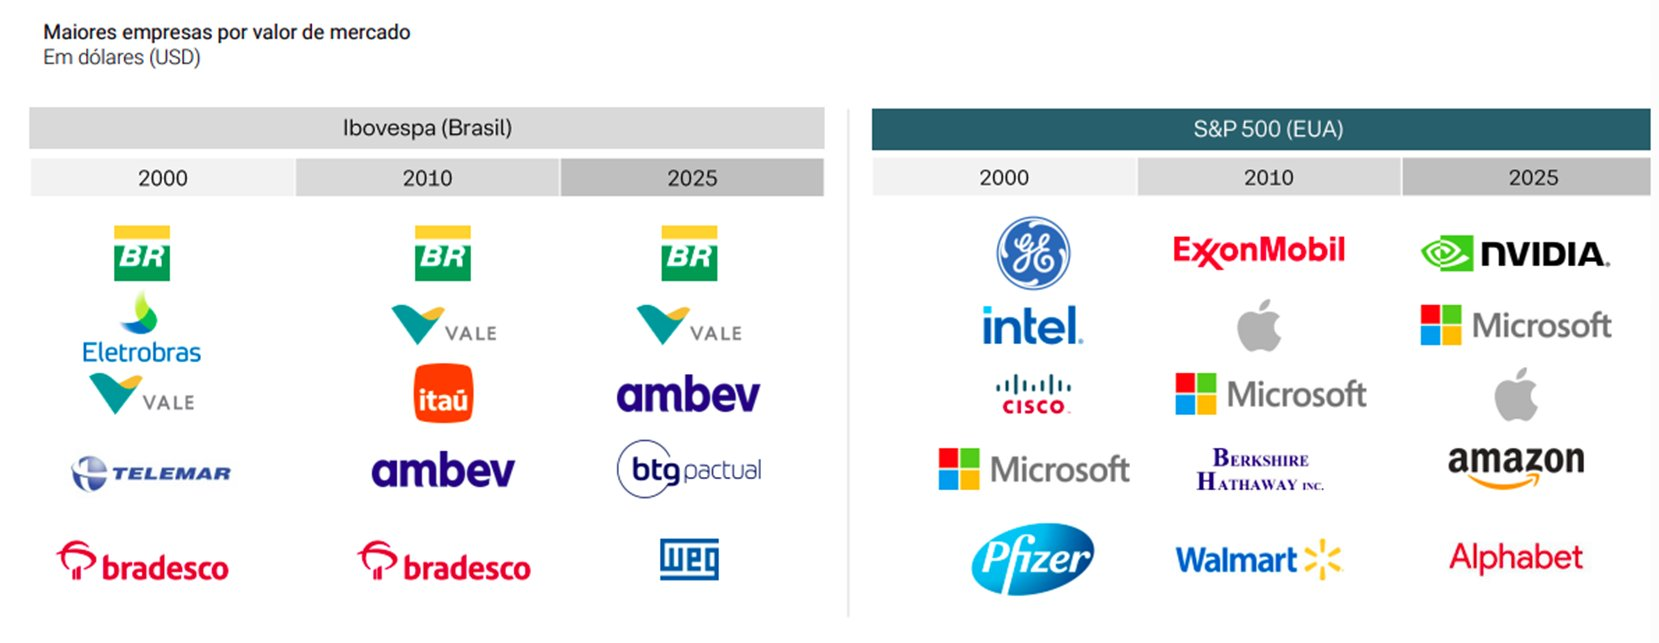 Maiores empresas por valor de mercado
Em dólares (USD)
Ibovespa (Brasil)
2000
2010
2025
BR
Eletrobras
VALE
TELEMAR
bradesco
BR
VALE
itaú
ambev
bradesco
BR
VALE
ambev
btg pactual
weg
S&P 500 (EUA)
2000
2010
2025
GE
intel.
CISCO
Microsoft
Pfizer
ExxonMobil
Microsoft
BERKSHIRE
HATHAWAY INC.
Walmart
NVIDIA.
Microsoft
amazon
Alphabet